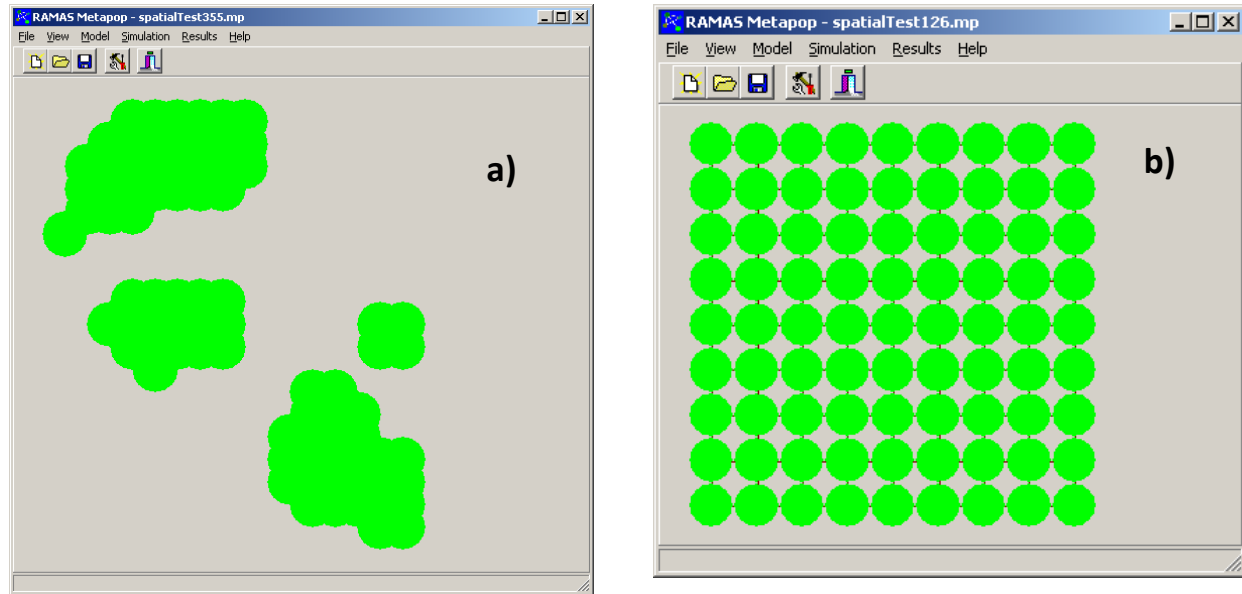 RAMAS Metapop - spatialTest355.mp
File View Model Simulation Results Help
a)
RAMAS Metapop - spatialTest126.mp
File View Model Simulation Results Help
b)